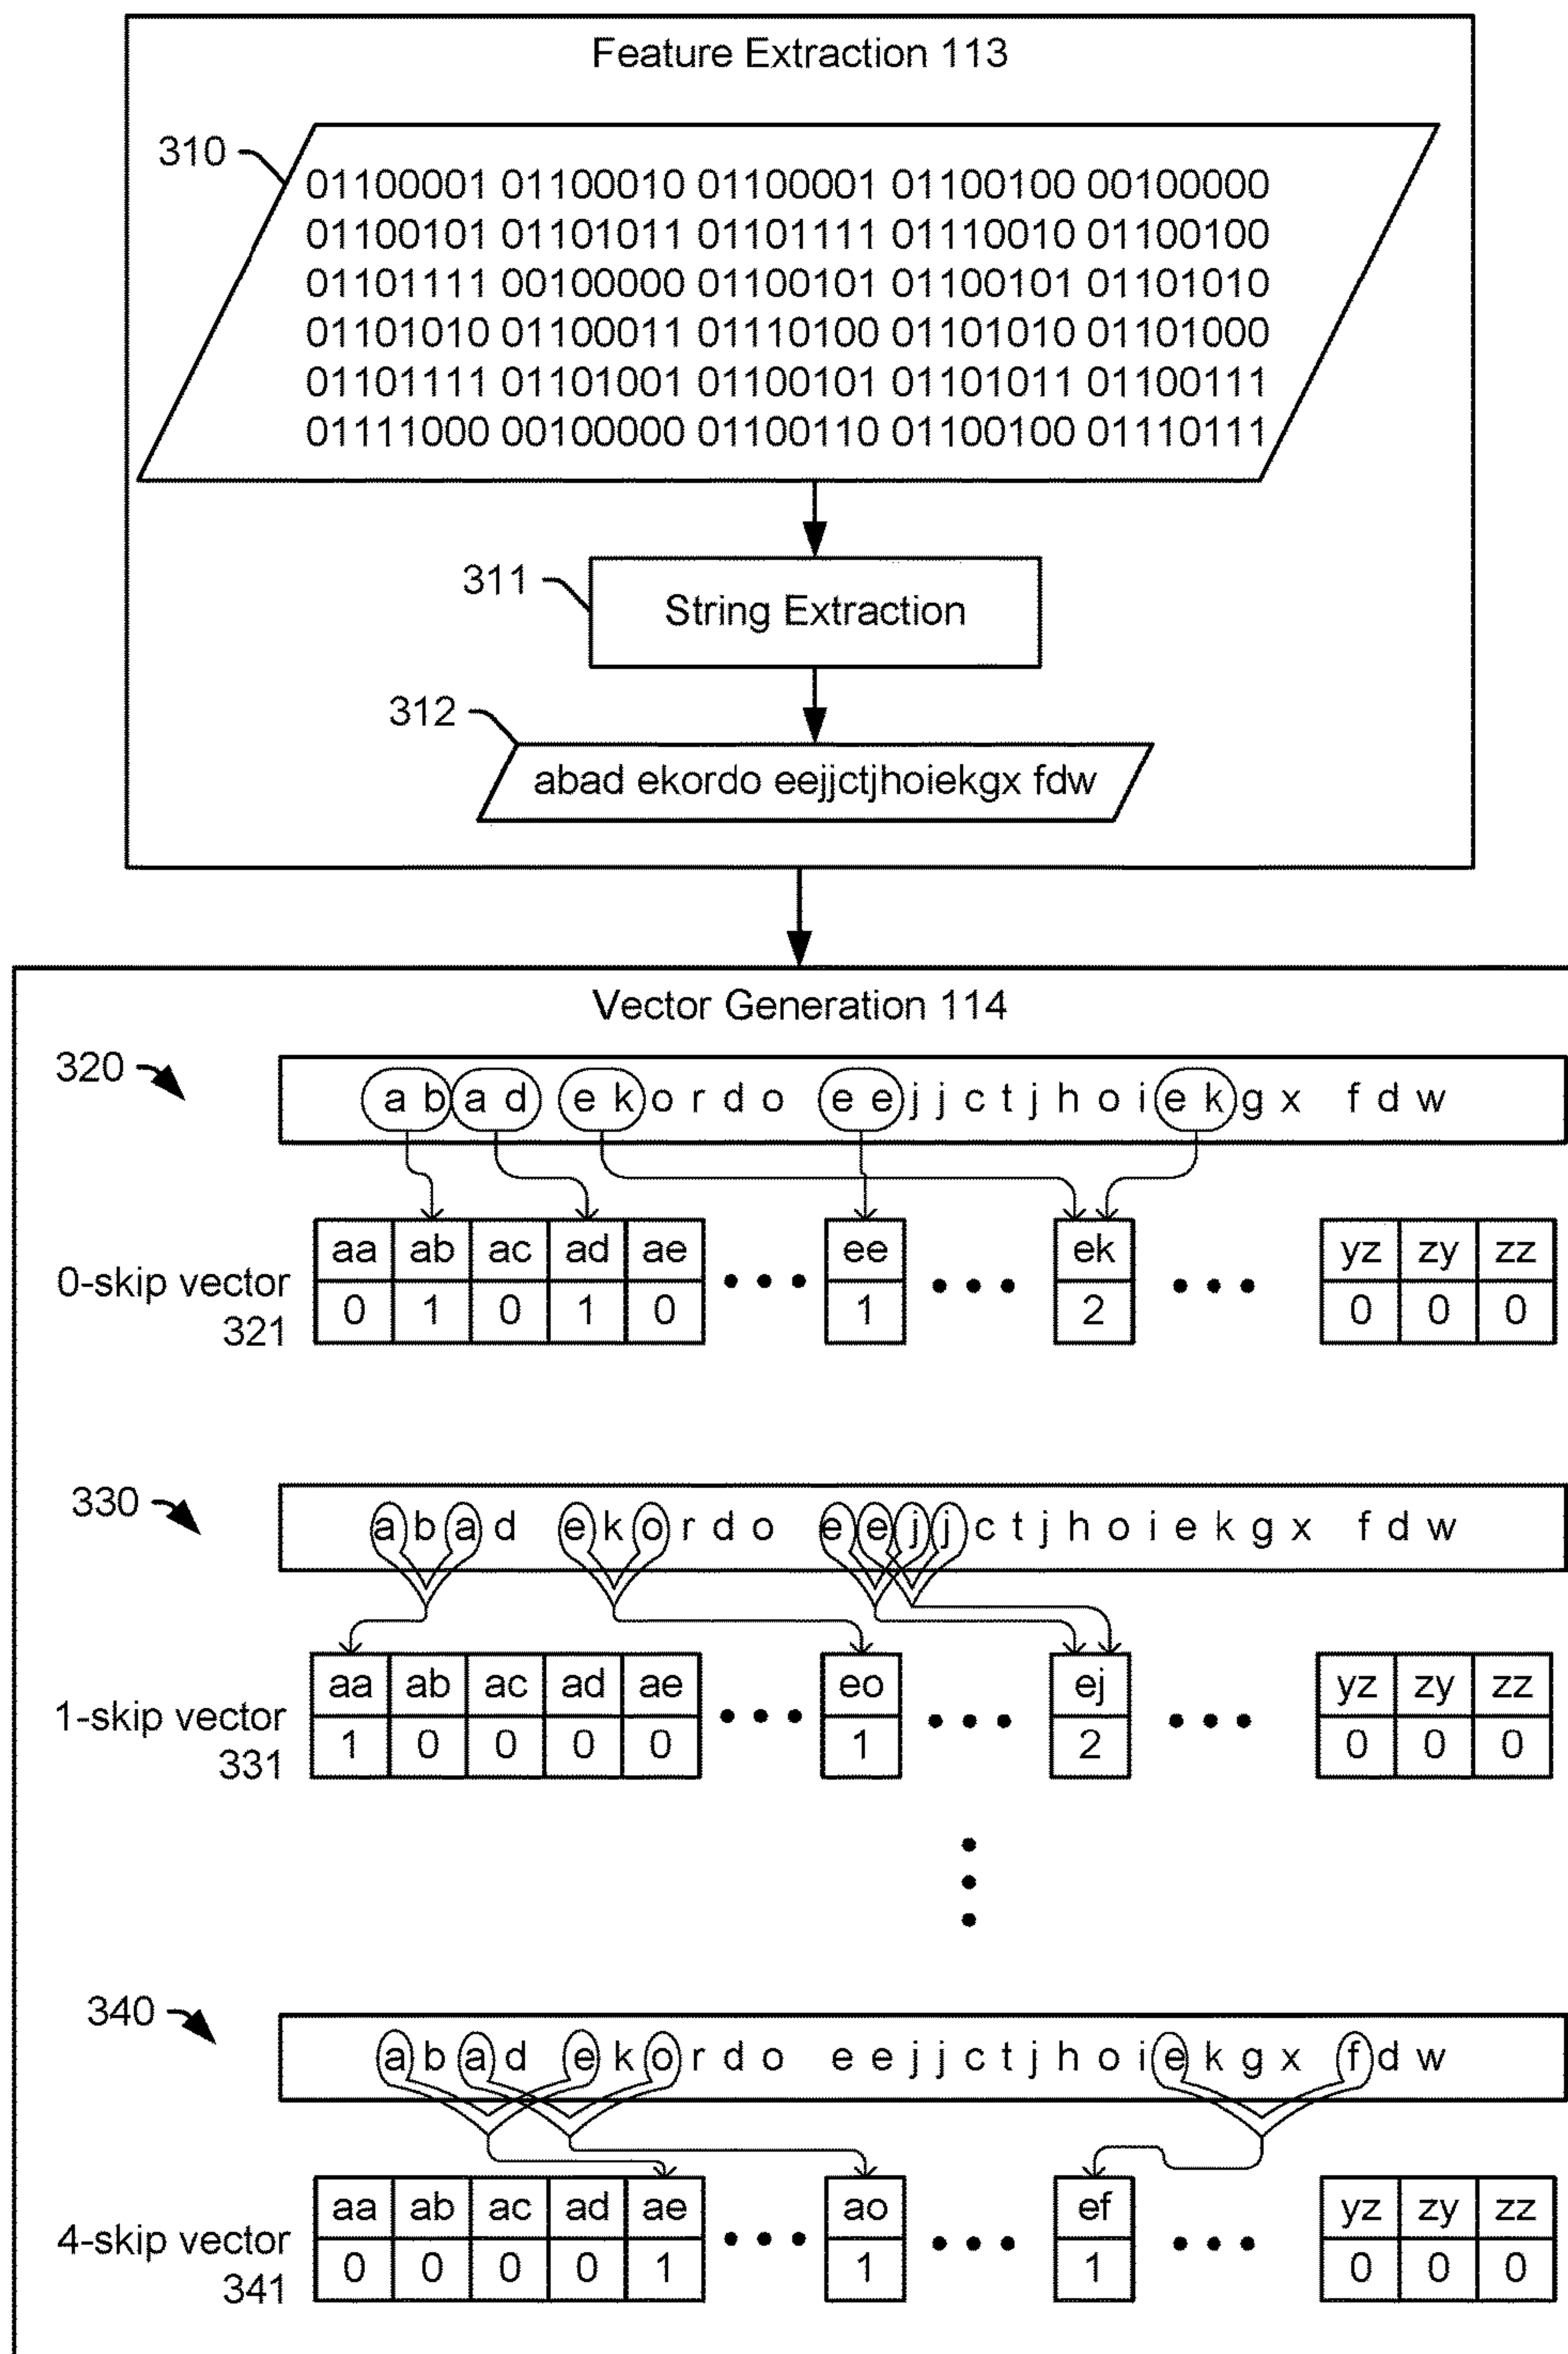 Feature Extraction 113
310
01100001 01100010 01100001 01100100 00100000
01100101 01101011 01101111 01110010 01100100
01101111 00100000 01100101 01100101 01101010
01101010 01100011 01110100 01101010 01101000
01101111 01101001 01100101 01101011 01100111
01111000 00100000 01100110 01100100 01110111
311
String Extraction
312
abad ekordo eejjctjhoiekgx fdw
Vector Generation 114
320
a b a d e k o r d o e e j j c t j h o i e k g x f d w
0-skip vector
321
aa ab ac ad ae ee ek yz zy zz
0 1 0 1 0 1 2 0 0 0
330
a b a d e k o r d o e e j j c t j h o i e k g x f d w
1-skip vector
331
aa ab ac ad ae eo ej yz zy zz
1 0 0 0 0 1 2 0 0 0
340
a b a d e k o r d o e e j j c t j h o i e k g x f d w
4-skip vector
341
aa ab ac ad ae ao ef yz zy zz
0 0 0 0 1 1 1 0 0 0